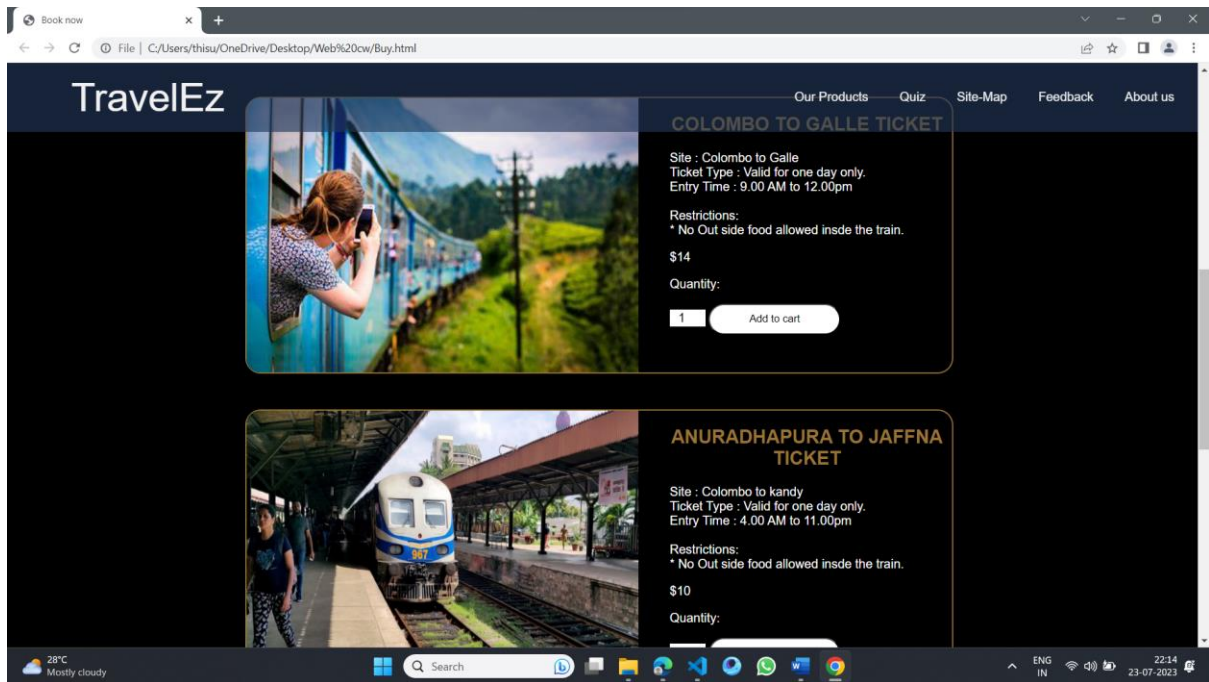 Book now
File | C:/Users/thisu/OneDrive/Desktop/Web%20cw/Buy.html
TravelEz
Our Products Quiz Site-Map Feedback About us
COLOMBO TO GALLE TICKET
Site : Colombo to Galle
Ticket Type : Valid for one day only.
Entry Time : 9.00 AM to 12.00pm
Restrictions:
* No Out side food allowed insde the train.
$14
Quantity:
1 Add to cart
967
ANURADHAPURA TO JAFFNA
TICKET
Site : Colombo to kandy
Ticket Type : Valid for one day only.
Entry Time : 4.00 AM to 11.00pm
Restrictions:
* No Out side food allowed insde the train.
$10
Quantity:
28°C
Mostly cloudy
Search
ENG
IN
22:14
23-07-2023